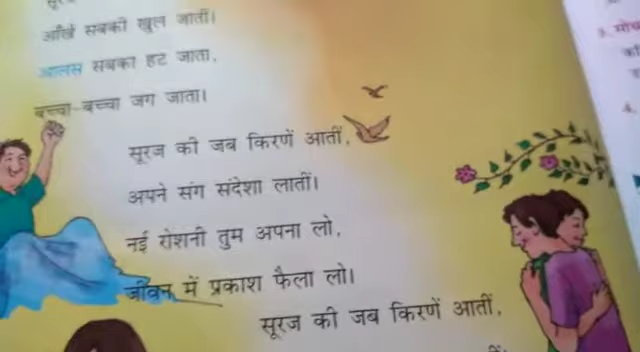 आँखें सबकी खुल जातीं।
आलस सबका हट जाता,
बच्चा-बच्चा जग जाता।
सूरज की जब किरणें आतीं,
अपने संग संदेशा लातीं।
नई रोशनी तुम अपना लो,
जीवन में प्रकाश फैला लो।
सूरज की जब किरणें आतीं,